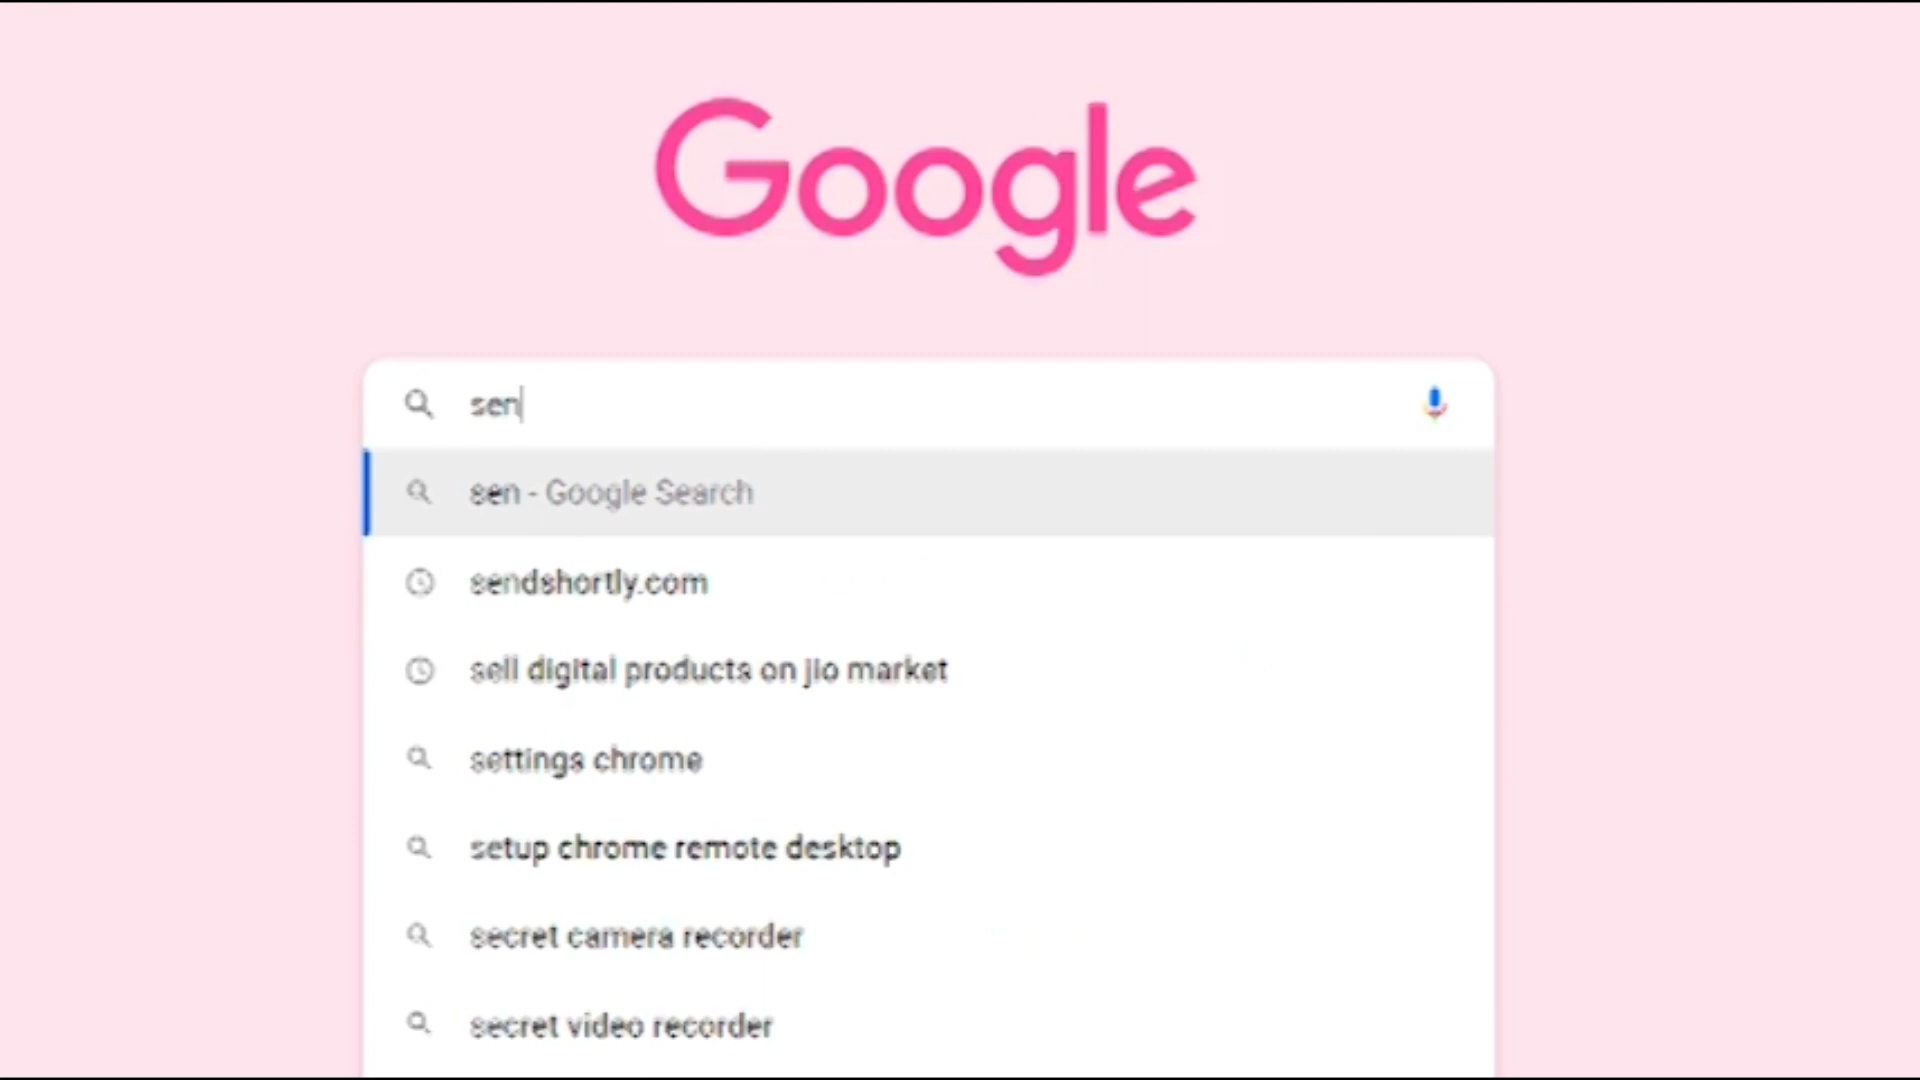 Google
sen
sen - Google Search
sendshortly.com
sell digital products on jio market
settings chrome
setup chrome remote desktop
secret camera recorder
secret video recorder